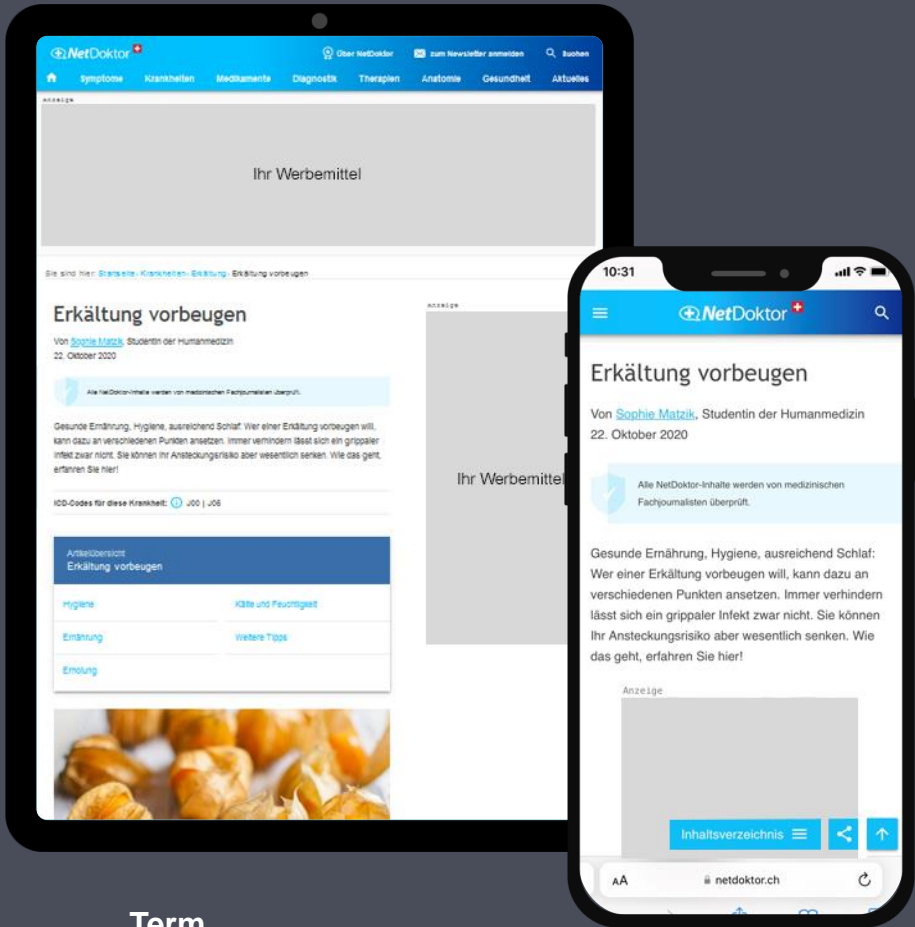 NetDoktor
Über NetDoktor
zum Newsletter anmelden
Suchen
Symptome Krankheiten Medikamente Diagnostik Therapien Anatomie Gesundheit Aktuelles
Anzeige
Ihr Werbemittel
Sie sind hier: Startseite› Krankheiten› Erkältung› Erkältung vorbeugen
Erkältung vorbeugen
Von Sophie Matzik, Studentin der Humanmedizin
22. Oktober 2020
Alle NetDoktor-Inhalte werden von medizinischen Fachjournalisten überprüft.
Gesunde Ernährung, Hygiene, ausreichend Schlaf: Wer einer Erkältung vorbeugen will,
kann dazu an verschiedenen Punkten ansetzen. Immer verhindern lässt sich ein grippaler
Infekt zwar nicht. Sie können Ihr Ansteckungsrisiko aber wesentlich senken. Wie das geht,
erfahren Sie hier!
ICD-Codes für diese Krankheit: J00 | J06
Artikelübersicht
Erkältung vorbeugen
Hygiene
Kälte und Feuchtigkeit
Ernährung
Weitere Tipps
Erholung
Anzeige
Ihr Werbemittel
10:31
NetDoktor
Erkältung vorbeugen
Von Sophie Matzik, Studentin der Humanmedizin
22. Oktober 2020
Alle NetDoktor-Inhalte werden von medizinischen
Fachjournalisten überprüft.
Gesunde Ernährung, Hygiene, ausreichend Schlaf:
Wer einer Erkältung vorbeugen will, kann dazu an
verschiedenen Punkten ansetzen. Immer verhindern
lässt sich ein grippaler Infekt zwar nicht. Sie können
Ihr Ansteckungsrisiko aber wesentlich senken. Wie
das geht, erfahren Sie hier!
Anzeige
Inhaltsverzeichnis
AA
netdoktor.ch
Term